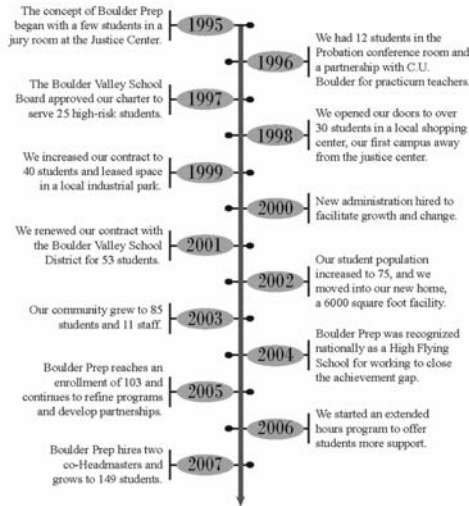 The concept of Boulder Prep
began with a few students in a
jury room at the Justice Center.
1995
We had 12 students in the
Probation conference room and
a partnership with C.U.
Boulder for practicum teachers.
1996
The Boulder Valley School
Board approved our charter to
serve 25 high-risk students.
1997
We opened our doors to over
30 students in a local shopping
center, our first campus away
from the justice center.
1998
We increased our contract to
40 students and leased space
in a local industrial park.
1999
New administration hired to
facilitate growth and change.
2000
We renewed our contract with
the Boulder Valley School
District for 53 students.
2001
Our student population
increased to 75, and we
moved into our new home,
a 6000 square foot facility.
2002
Our community grew to 85
students and 11 staff.
2003
Boulder Prep was recognized
nationally as a High Flying
School for working to close
the achievement gap.
2004
Boulder Prep reaches an
enrollment of 103 and
continues to refine programs
and develop partnerships.
2005
We started an extended
hours program to offer
students more support.
2006
Boulder Prep hires two
co-Headmasters and
grows to 149 students.
2007